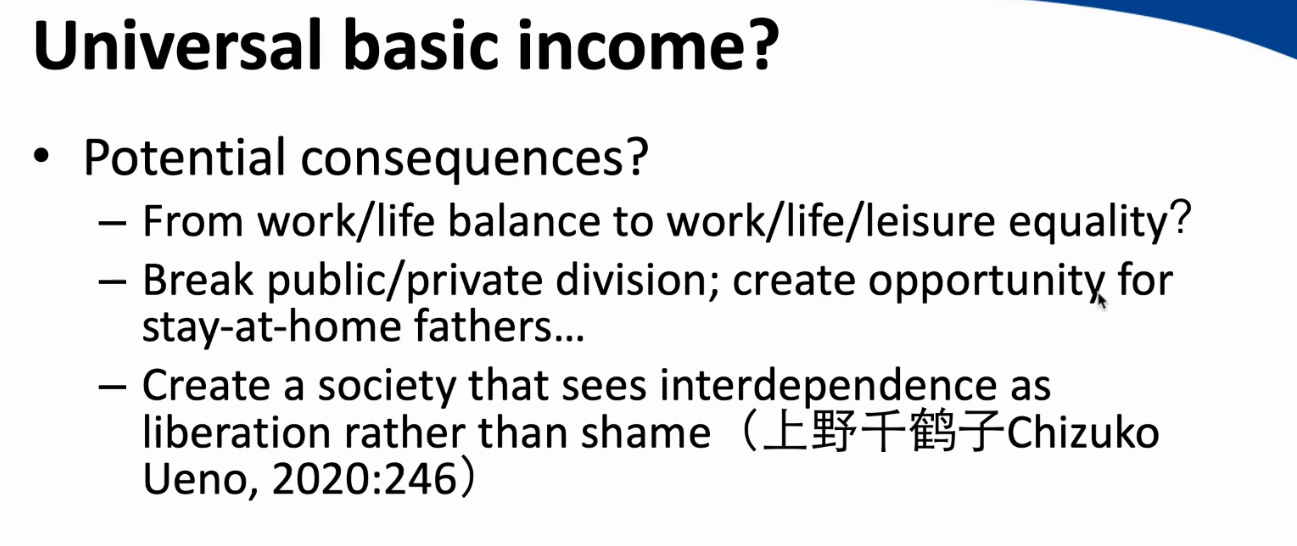 Universal basic income?
• Potential consequences?
– From work/life balance to work/life/leisure equality?
– Break public/private division; create opportunity for
stay-at-home fathers...
– Create a society that sees interdependence as
liberation rather than shame（上野千鹤子Chizuko
Ueno, 2020:246）